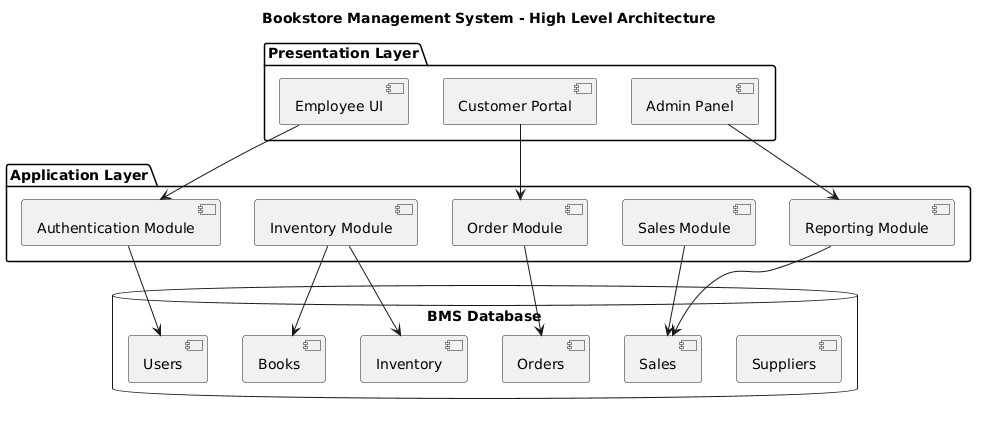 Bookstore Management System - High Level Architecture
Presentation Layer
Employee UI
Customer Portal
Admin Panel
Application Layer
Authentication Module
Inventory Module
Order Module
Sales Module
Reporting Module
BMS Database
Users
Books
Inventory
Orders
Sales
Suppliers